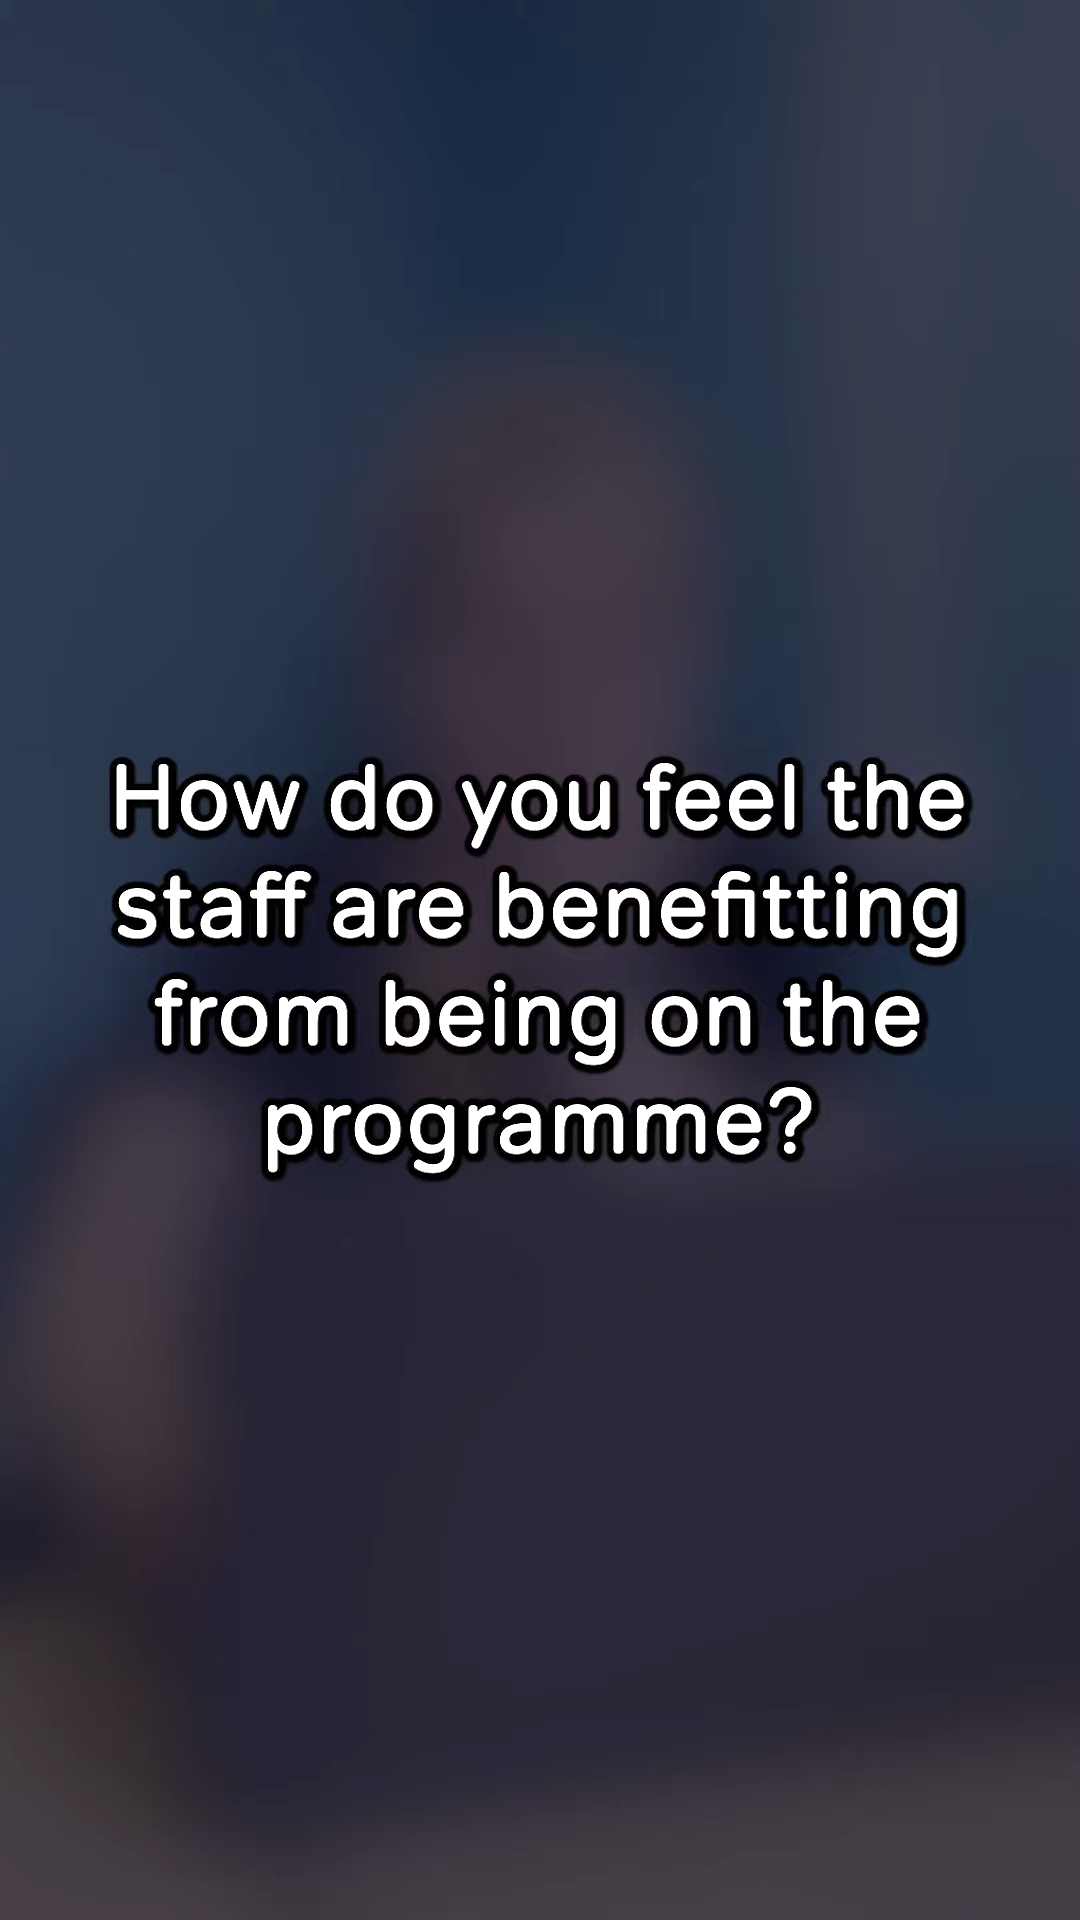 How do you feel the
staff are benefitting
from being on the
programme?